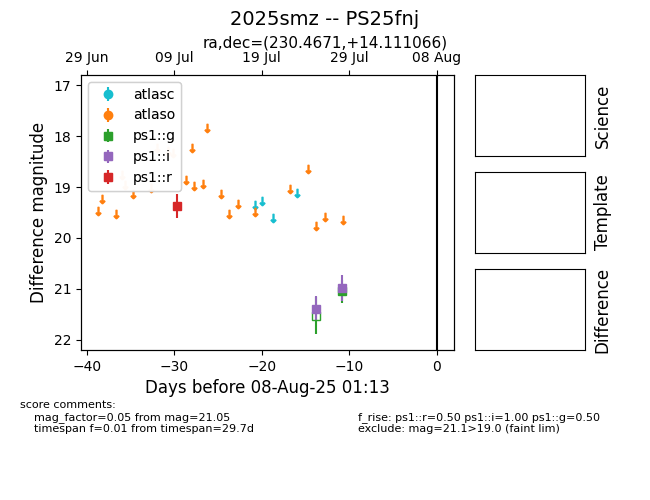 2025smz -- PS25fnj
ra,dec=(230.4671,+14.111066)
29 Jun 09 Jul 19 Jul 29 Jul 08 Aug
17
18
19
20
21
22
Difference magnitude
atlasc
atlaso
ps1::g
ps1::i
ps1::r
−40 −30 −20 −10 0
Days before 08-Aug-25 01:13
Science
Template
Difference
score comments:
mag_factor=0.05 from mag=21.05
timespan f=0.01 from timespan=29.7d
f_rise: ps1::r=0.50 ps1::i=1.00 ps1::g=0.50
exclude: mag=21.1>19.0 (faint lim)